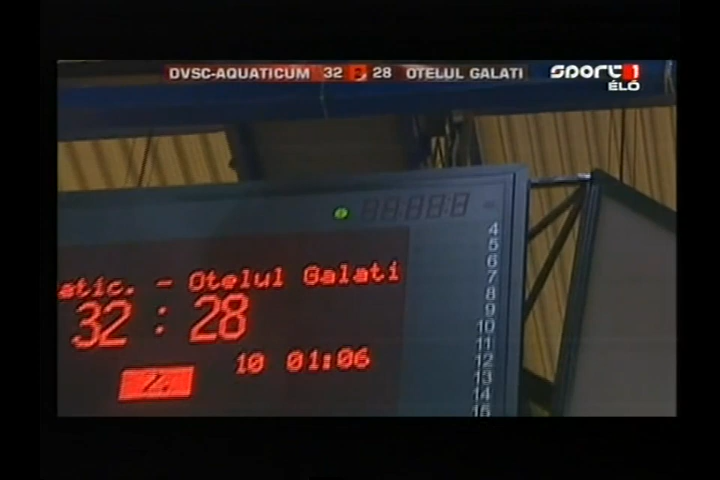 DVSC-AQUATICUM 32 28 OTELUL GALATI
SPORT1
ÉLŐ
atic. - Otelul Galati
32 : 28
10 01:06
2.
4
5
6
7
8
9
10
11
12
13
14
15